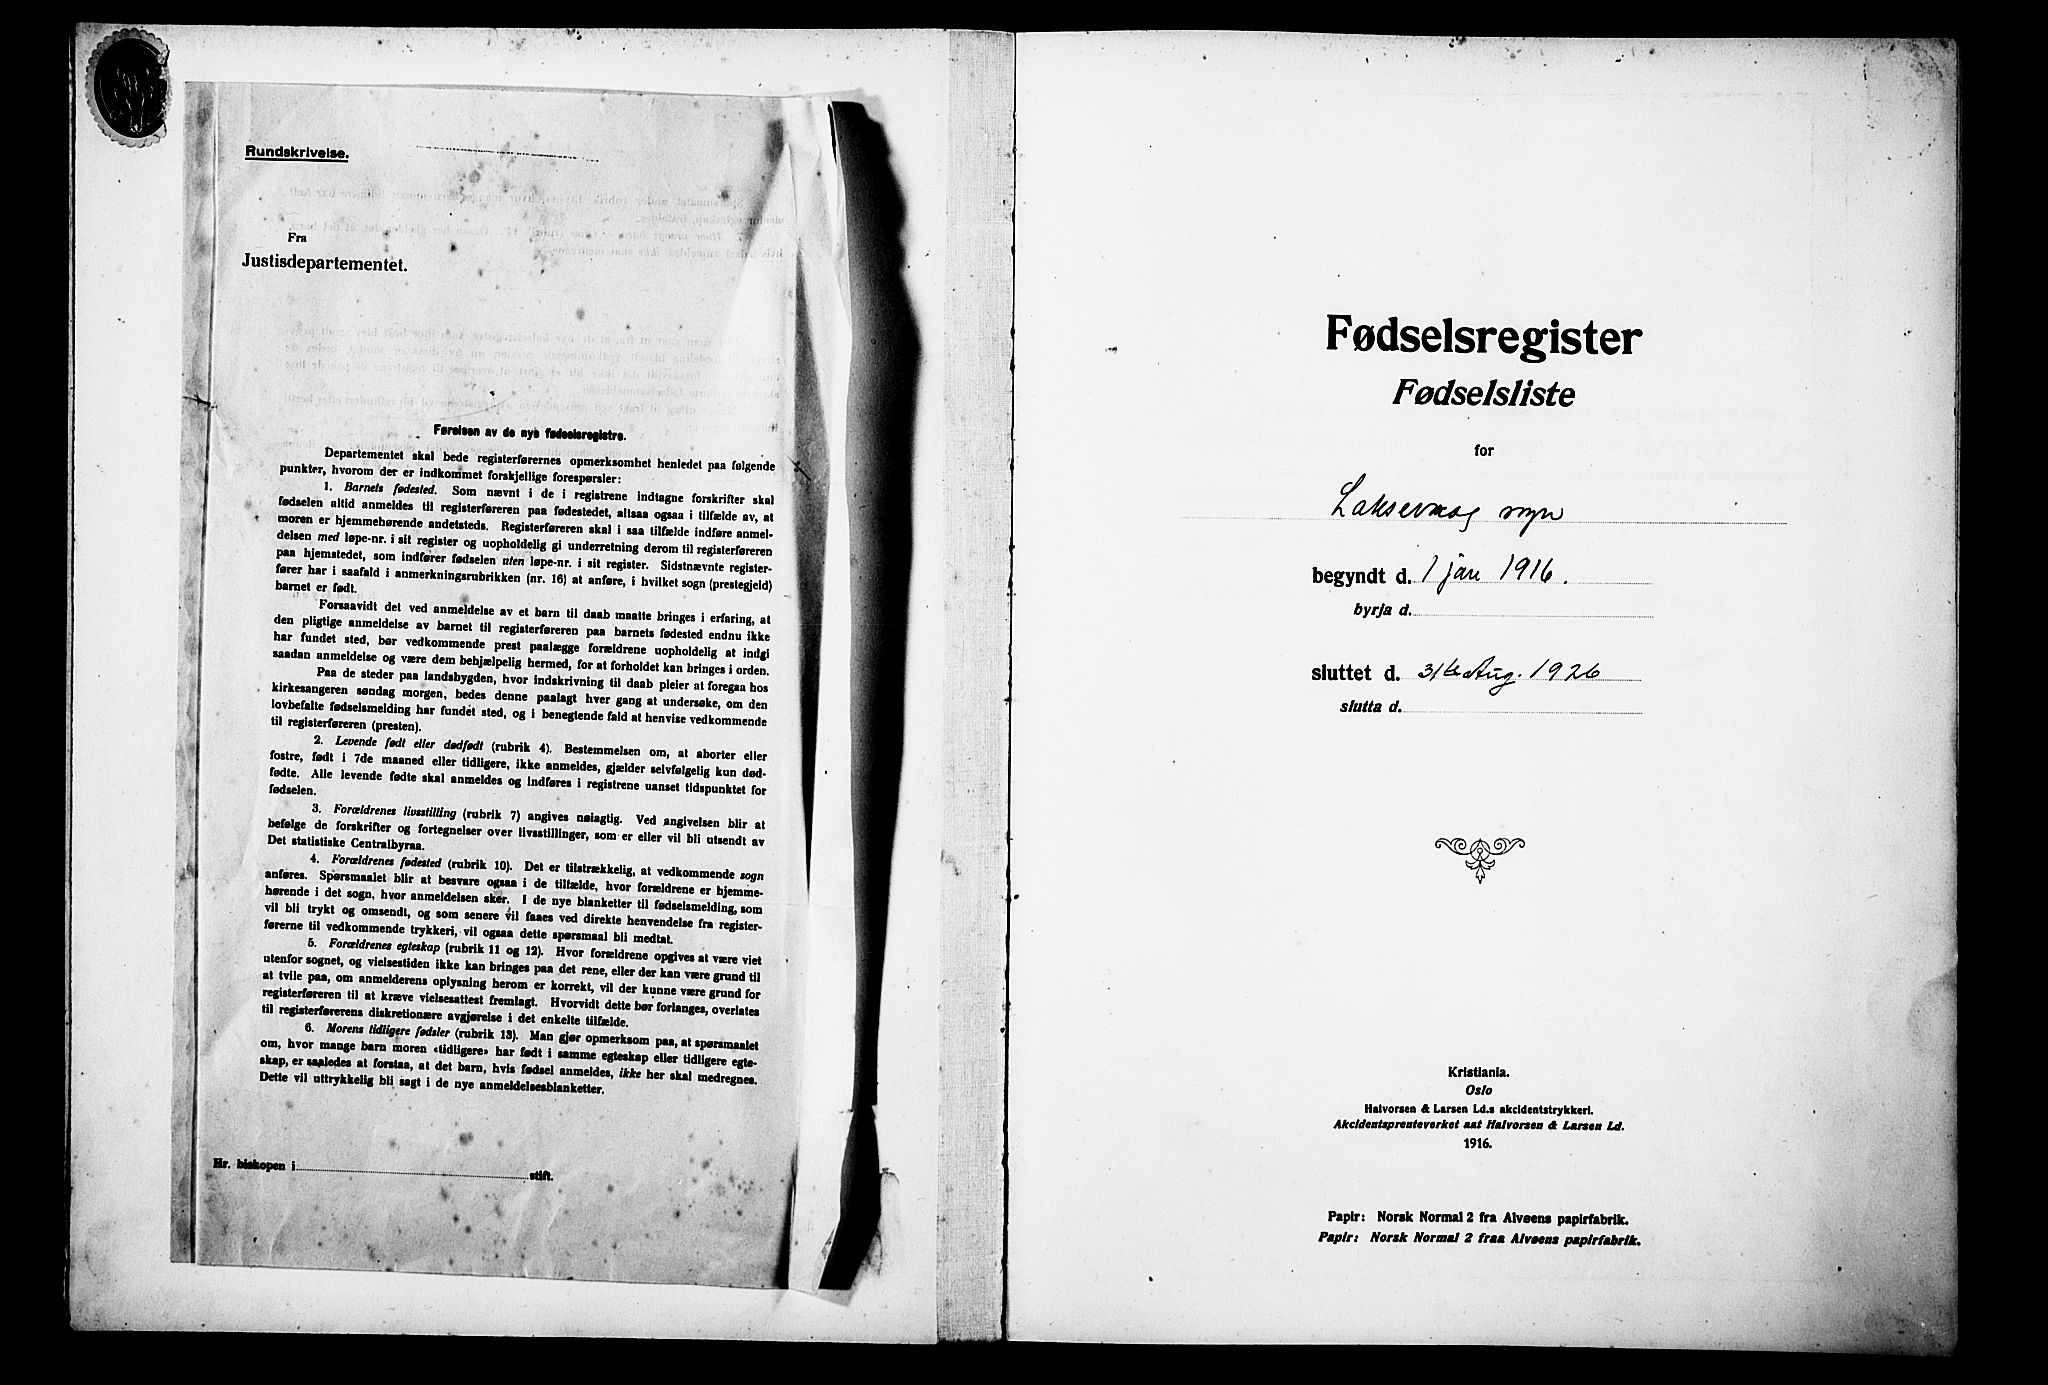 Rundskrivelse.
Fra
Justisdepartementet.
Førelsen av de nye fødselsregistre.
Departementet skal bede registerførernes opmerksomhet henledet paa følgende
punkter, hvorom der er indkommet forskjellige forespørsler:
1. Barnets fødested. Som nævnt i de i registrene indtagne forskrifter skal
fødselen altid anmeldes til registerføreren paa fødestedet, altsaa ogsaa i tilfælde av, at
moren er hjemmehørende andetsteds. Registerføreren skal i saa tilfælde indføre anmel-
delsen med løpe-nr. i sit register og uopholdelig gi underretning derom til registerføreren
paa hjemstedet, som indfører fødselen uten løpe-nr. i sit register. Sidstnævnte register-
fører har i saafald i anmerkningsrubrikken (nr. 16) at anføre, i hvilket sogn (prestegjeld)
barnet er født.
Forsaavidt det ved anmeldelse av et barn til daab maatte bringes i erfaring, at
den pligtige anmeldelse av barnet til registerføreren paa barnets fødested endnu ikke
har fundet sted, bør vedkommende prest paalægge forældrene uopholdelig at indgi
saadan anmeldelse og være dem behjælpelig hermed, for at forholdet kan bringes i orden.
Paa de steder paa landsbygden, hvor indskrivning til daab pleier at foregaa hos
kirkesangeren søndag morgen, bedes denne paalagt hver gang at undersøke, om den
lovbefalte fødselsmelding har fundet sted, og i benegtende fald at henvise vedkommende
til registerføreren (presten).
2. Levende født eller dødfødt (rubrik 4). Bestemmelsen om, at aborter eller
fostre, født i 7de maaned eller tidligere, ikke anmeldes, gjælder selvfølgelig kun død-
fødte. Alle levende fødte skal anmeldes og indføres i registrene uanset tidspunktet for
fødselen.
3. Forældrenes livsstilling (rubrik 7) angives nøiagtig. Ved angivelsen blir at
befølge de forskrifter og fortegnelser over livsstillinger, som er eller vil bli utsendt av
Det statistiske Centralbyraa.
4. Forældrenes fødested (rubrik 10). Det er tilstrækkelig, at vedkommende sogn
anføres. Spørsmaalet blir at besvare ogsaa i de tilfælde, hvor forældrene er hjemme-
hørende i det sogn, hvor anmeldelsen sker. I de nye blanketter til fødselsmelding, som
vil bli trykt og omsendt, og som senere vil faaes ved direkte henvendelse fra register-
førerne til vedkommende trykkeri, vil ogsaa dette spørsmaal bli medtat.
5. Forældrenes egteskap (rubrik 11 og 12). Hvor forældrene opgives at være viet
utenfor sognet, og vielsestiden ikke kan bringes paa det rene, eller der kan være grund til
at tvile paa, om anmelderens oplysning herom er korrekt, vil der kunne være grund for
registerføreren til at kræve vielsesattest fremlagt. Hvorvidt dette bør forlanges, overlates
til registerførerens diskretionære avgjørelse i det enkelte tilfælde.
6. Morens tidligere fødsler (rubrik 13). Man gjør opmerksom paa, at spørsmaalet
om, hvor mange barn moren «tidligere» har født i samme egteskap eller tidligere egte-
skap, er saaledes at forstaa, at det barn, hvis fødsel anmeldes, ikke her skal medregnes.
Dette vil uttrykkelig bli sagt i de nye anmeldelsesblanketter.
Hr. biskopen i stift.
Fødselsregister
Fødselsliste
for
Laksevaag
begyndt d. 1 jan 1916.
byrja d.
sluttet d. 31te Aug. 1926
slutta d.
Kristiania.
Oslo
Halvorsen & Larsen Ld.s akcidentstrykkeri.
Akcidentsprenteverket aat Halvorsen & Larsen Ld.
1916.
Papir: Norsk Normal 2 fra Alvøens papirfabrik.
Papir: Norsk Normal 2 fraa Alvøens papirfabrik.